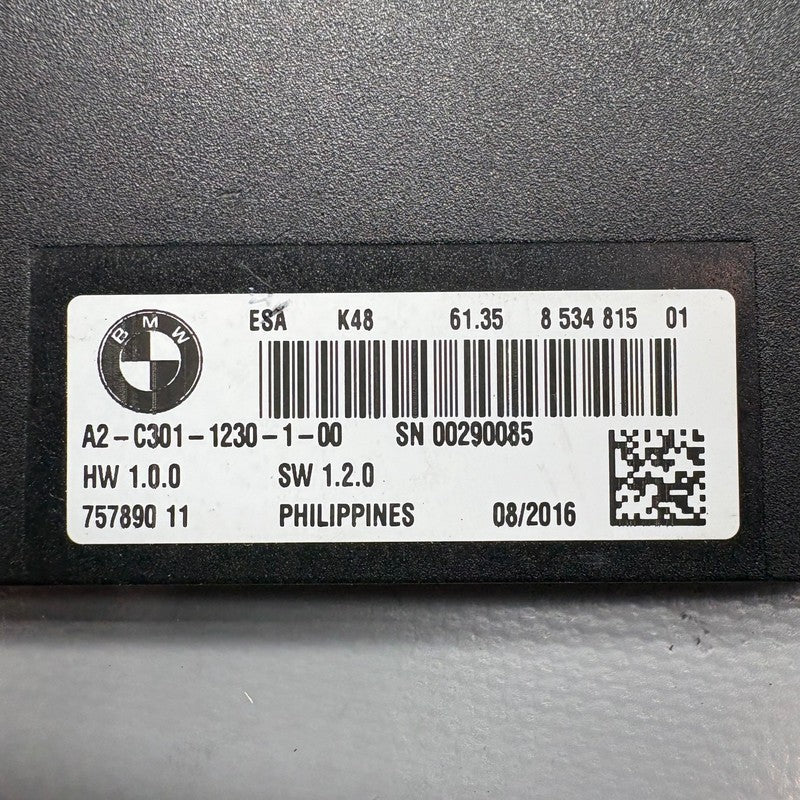 BMW
ESA K48 61.35 8 534 815 01
A2-C301-1230-1-00 SN 00290085
HW 1.0.0 SW 1.2.0
757890 11 PHILIPPINES 08/2016